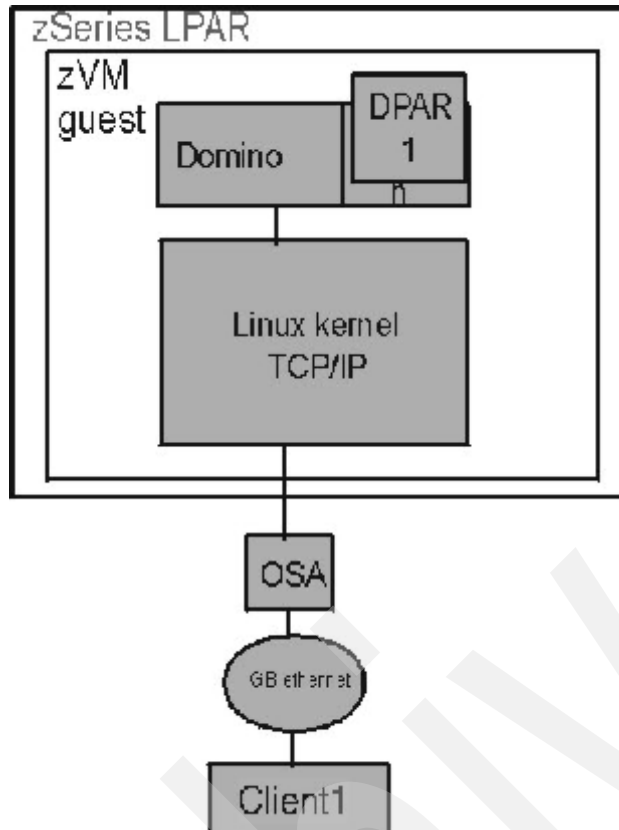 zSeries LPAR
zVM
guest
DPAR
1
Domino
n
Linux kernel
TCP/IP
OSA
GB ethernet
Client1